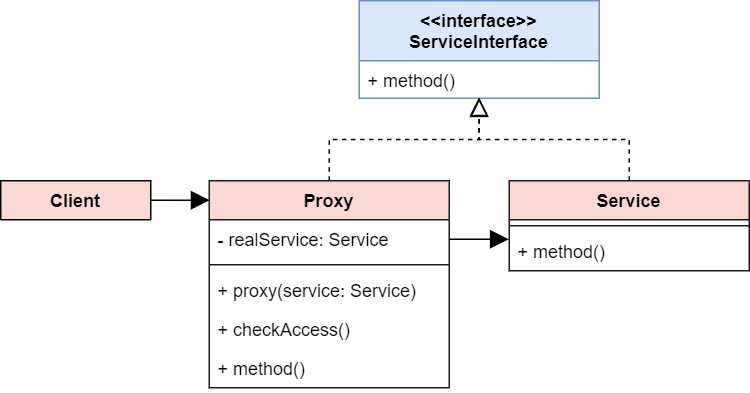 <<interface>>
ServiceInterface
+ method()
Client
Proxy
- realService: Service
+ proxy(service: Service)
+ checkAccess()
+ method()
Service
+ method()